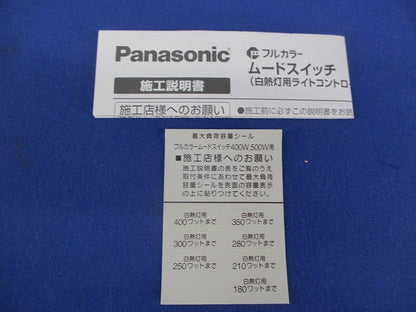 Panasonic
フルカラー
ムードスイッチ
(白熱灯用ライトコントロ
施工説明書
施工店様へのお願い
●施工前に必ずこの説明書をお読
最大負荷容量シール
フルカラームードスイッチ400W,500W用
■施工店様へのお願い
施工説明書の表をご覧のうえ
取付条件にあわせて最大負荷
容量シールを表面の容量表示
の上に貼りつけてください。
白熱灯用 白熱灯用
400ワットまで 350ワットまで
白熱灯用 白熱灯用
300ワットまで 280ワットまで
白熱灯用 白熱灯用
250ワットまで 210ワットまで
白熱灯用
180ワットまで